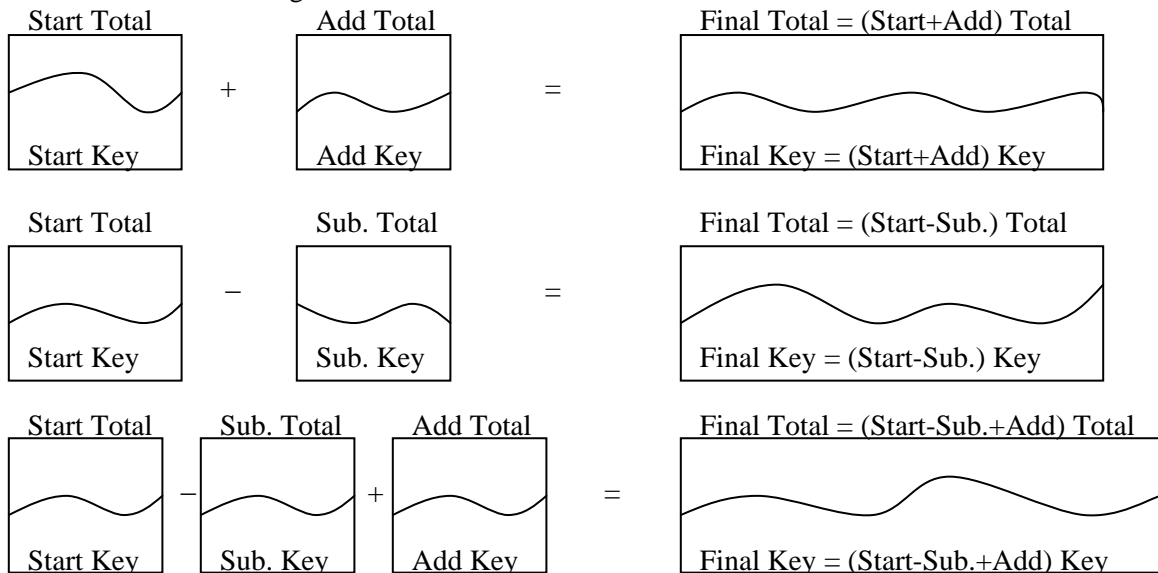 Start Total Add Total Final Total = (Start+Add) Total
+ =
Start Key Add Key Final Key = (Start+Add) Key
Start Total Sub. Total Final Total = (Start-Sub.) Total
− =
Start Key Sub. Key Final Key = (Start-Sub.) Key
Start Total Sub. Total Add Total Final Total = (Start-Sub.+Add) Total
− + =
Start Key Sub. Key Add Key Final Key = (Start-Sub.+Add) Key